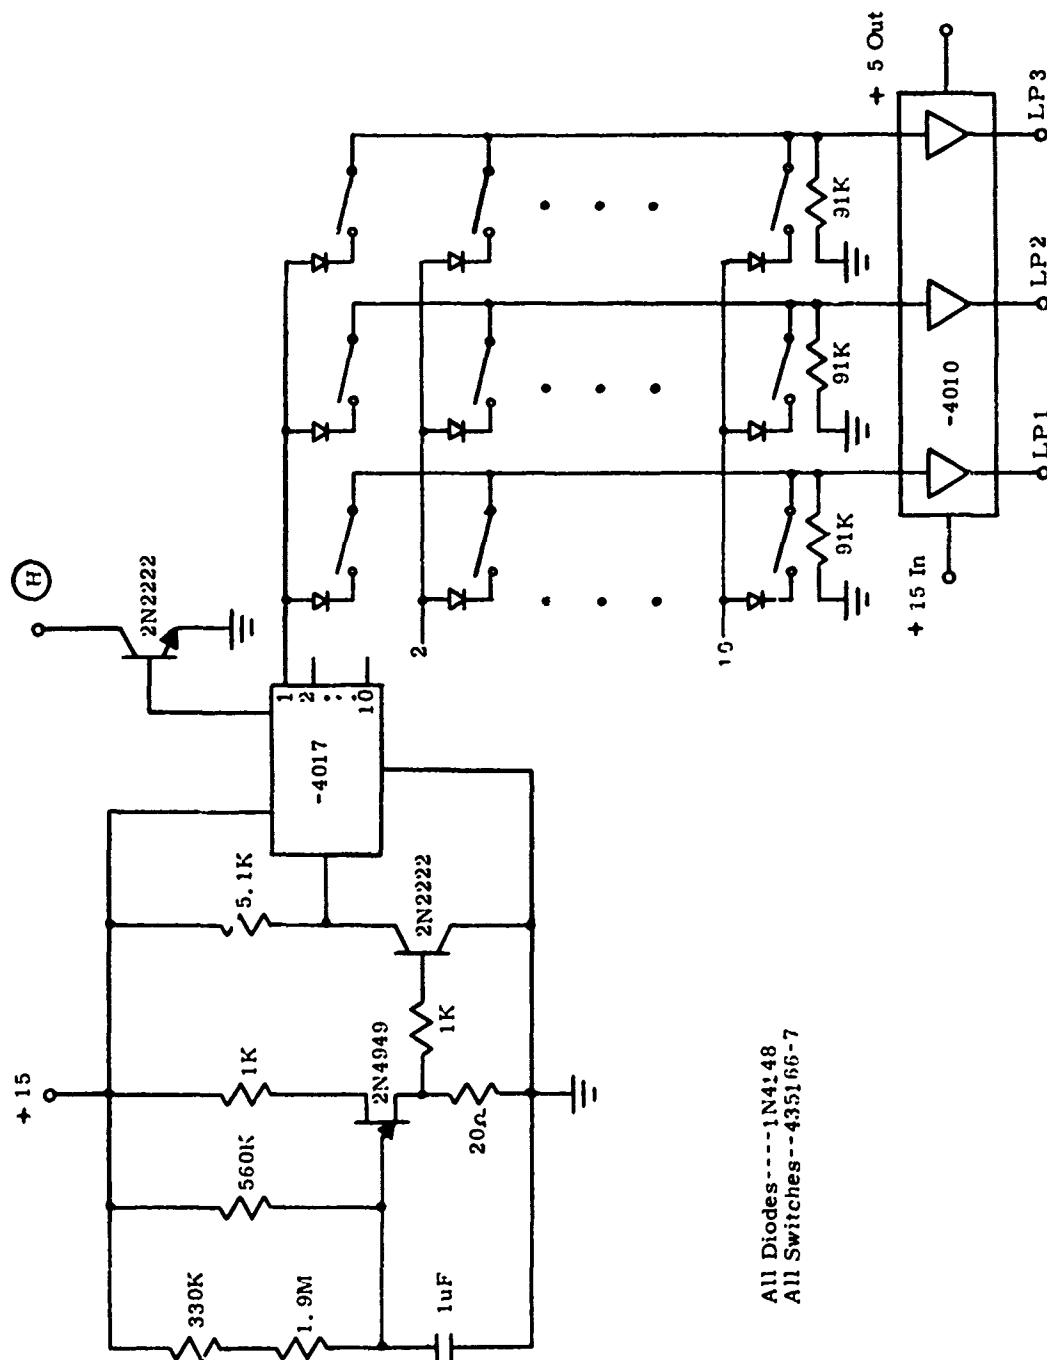 + 15
330K
1.9M
1uF
560K
1K
2N4949
20Ω
1K
5.1K
2N2222
-4017
1
2
10
2N2222
H
2
10
91K
91K
91K
+ 15 In
-4010
+ 5 Out
LP1
LP2
LP3
All Diodes----1N4148
All Switches--435166-7